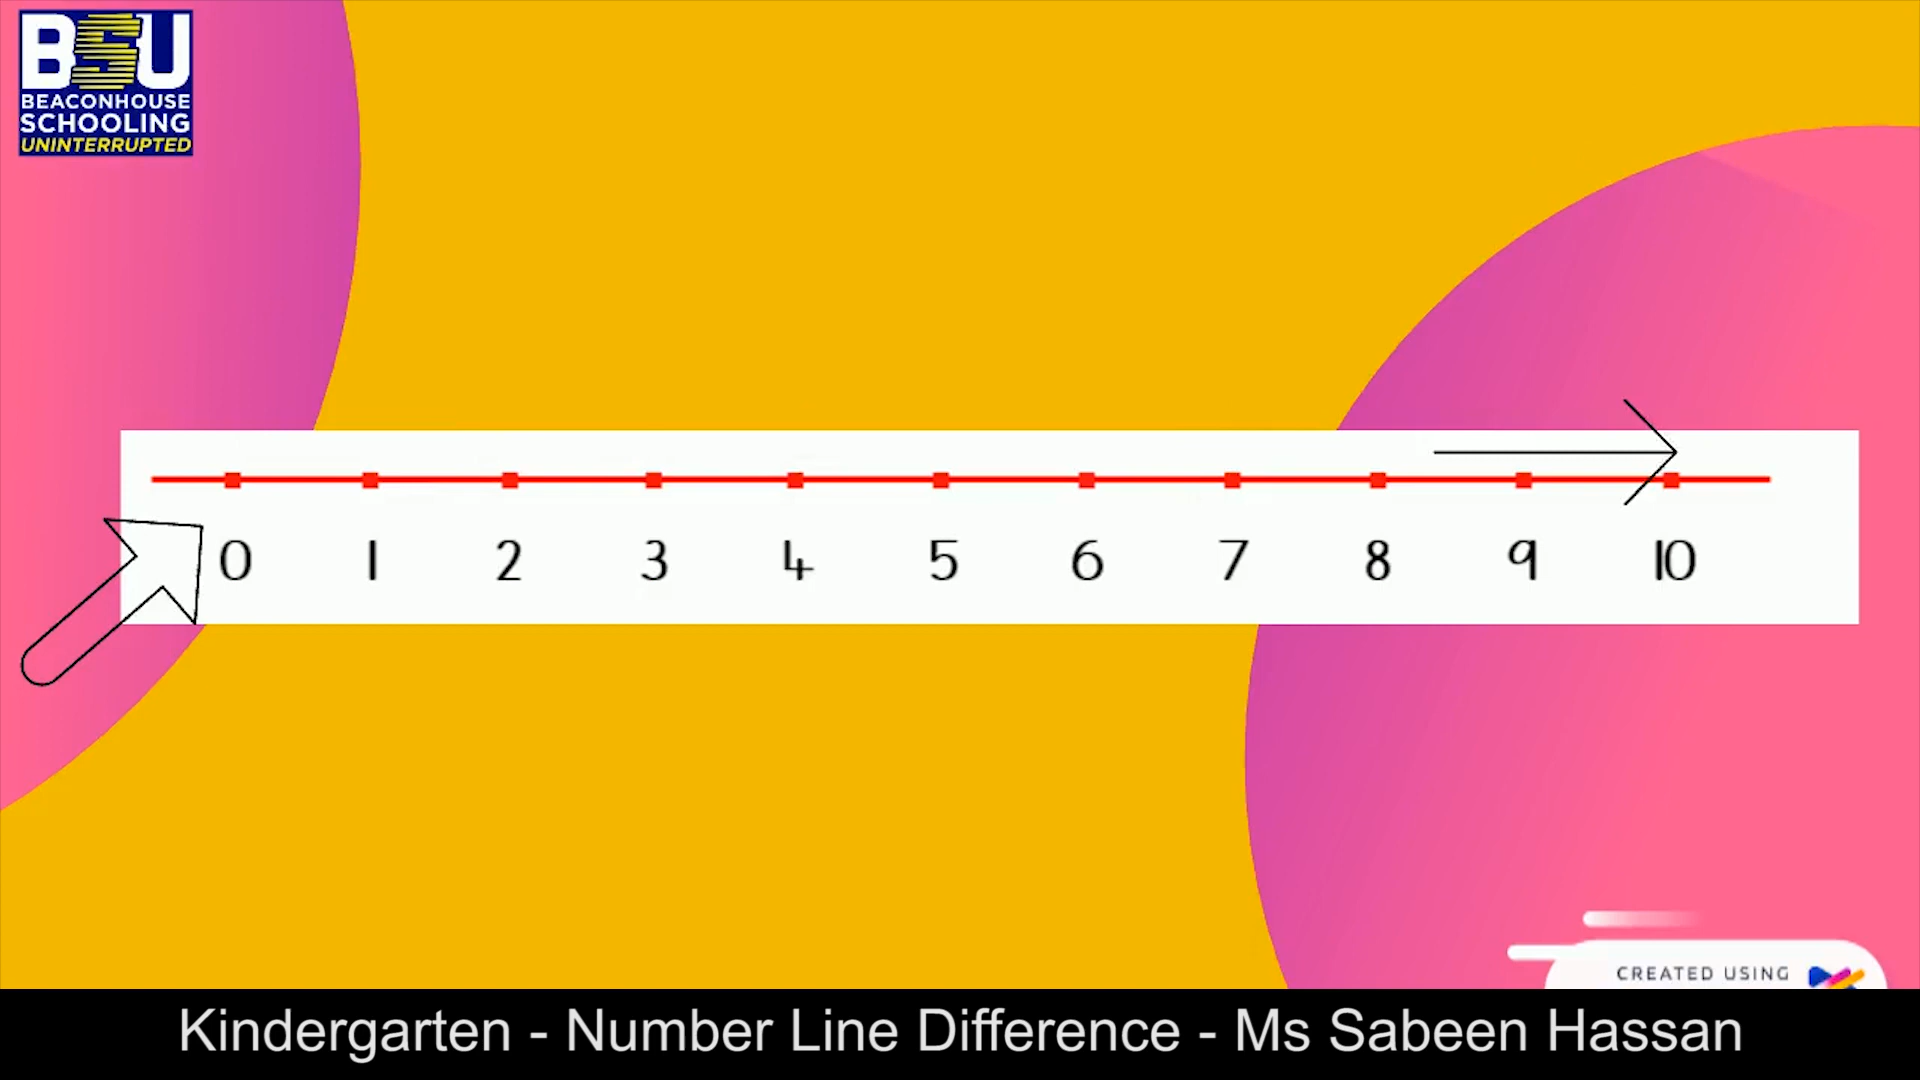 BSU
BEACONHOUSE
SCHOOLING
UNINTERRUPTED
0 1 2 3 4 5 6 7 8 9 10
CREATED USING
Kindergarten - Number Line Difference - Ms Sabeen Hassan